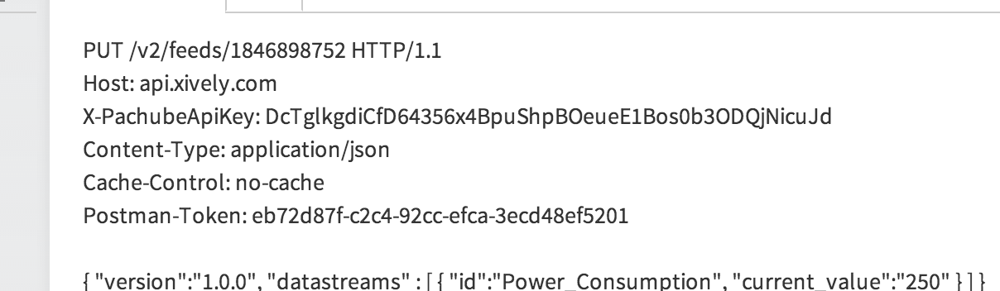 PUT /v2/feeds/1846898752 HTTP/1.1
Host: api.xively.com
X-PachubeApiKey: DcTglkgdiCfD64356x4BpuShpBOeueE1Bos0b3ODQjNicuJd
Content-Type: application/json
Cache-Control: no-cache
Postman-Token: eb72d87f-c2c4-92cc-efca-3ecd48ef5201
{ "version":"1.0.0", "datastreams" : [ { "id":"Power_Consumption", "current_value":"250" } ] }